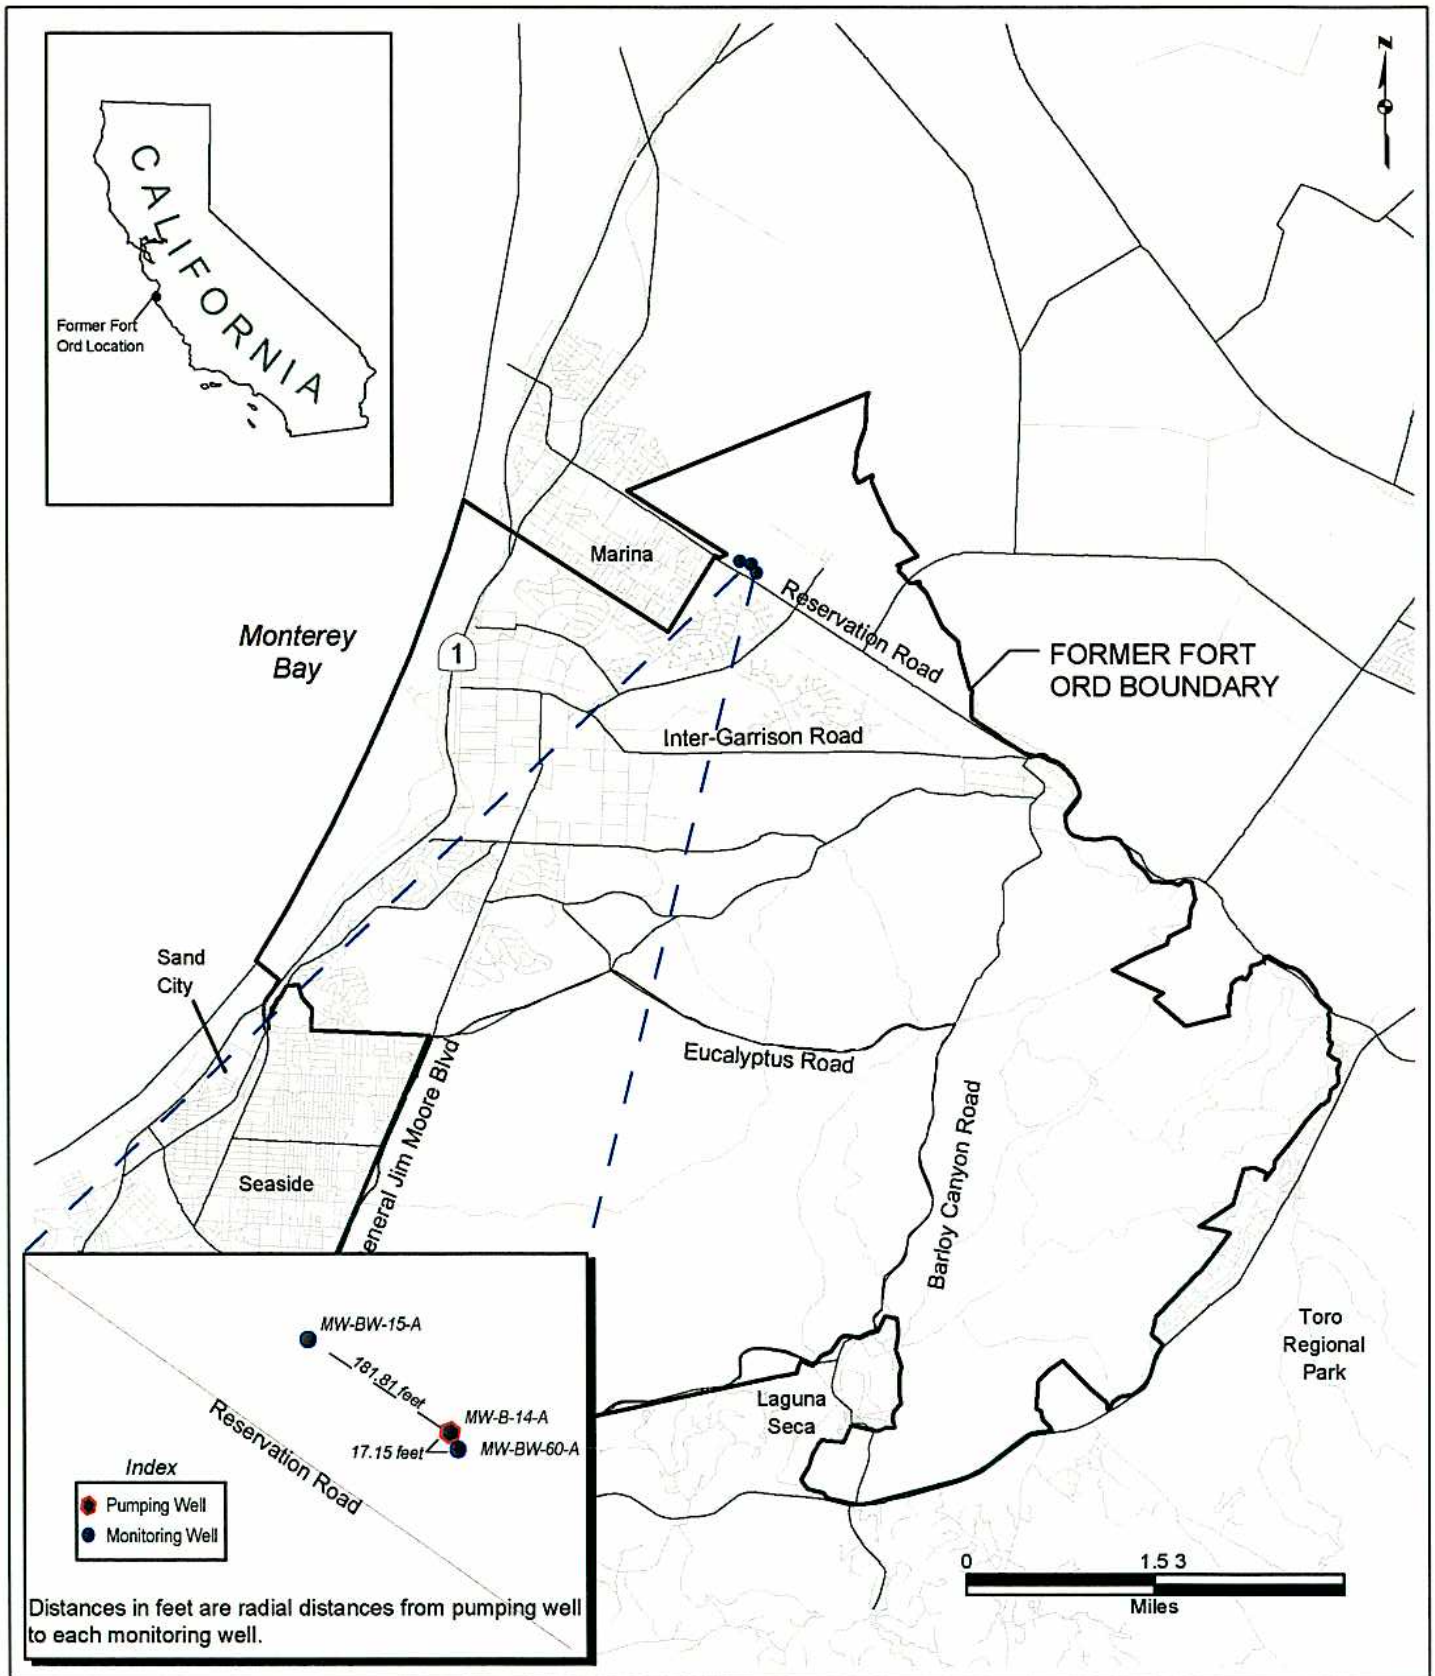 N
CALIFORNIA
Former Fort
Ord Location
Marina
Monterey
Bay
1
Reservation Road
FORMER FORT
ORD BOUNDARY
Inter-Garrison Road
Sand
City
Eucalyptus Road
eneral Jim Moore Blvd
Barloy Canyon Road
Seaside
Toro
Regional
Park
Laguna
Seca
MW-BW-15-A
181.81 feet
MW-B-14-A
17.15 feet
MW-BW-60-A
Reservation Road
Index
Pumping Well
Monitoring Well
Distances in feet are radial distances from pumping well
to each monitoring well.
0 1.5 3
Miles